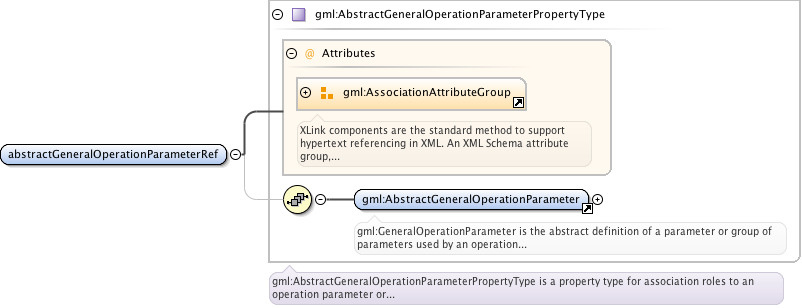 gml:AbstractGeneralOperationParameterPropertyType
@ Attributes
gml:AssociationAttributeGroup
XLink components are the standard method to support
hypertext referencing in XML. An XML Schema attribute
group,...
abstractGeneralOperationParameterRef
gml:AbstractGeneralOperationParameter
gml:GeneralOperationParameter is the abstract definition of a parameter or group of
parameters used by an operation...
gml:AbstractGeneralOperationParameterPropertyType is a property type for association roles to an
operation parameter or...